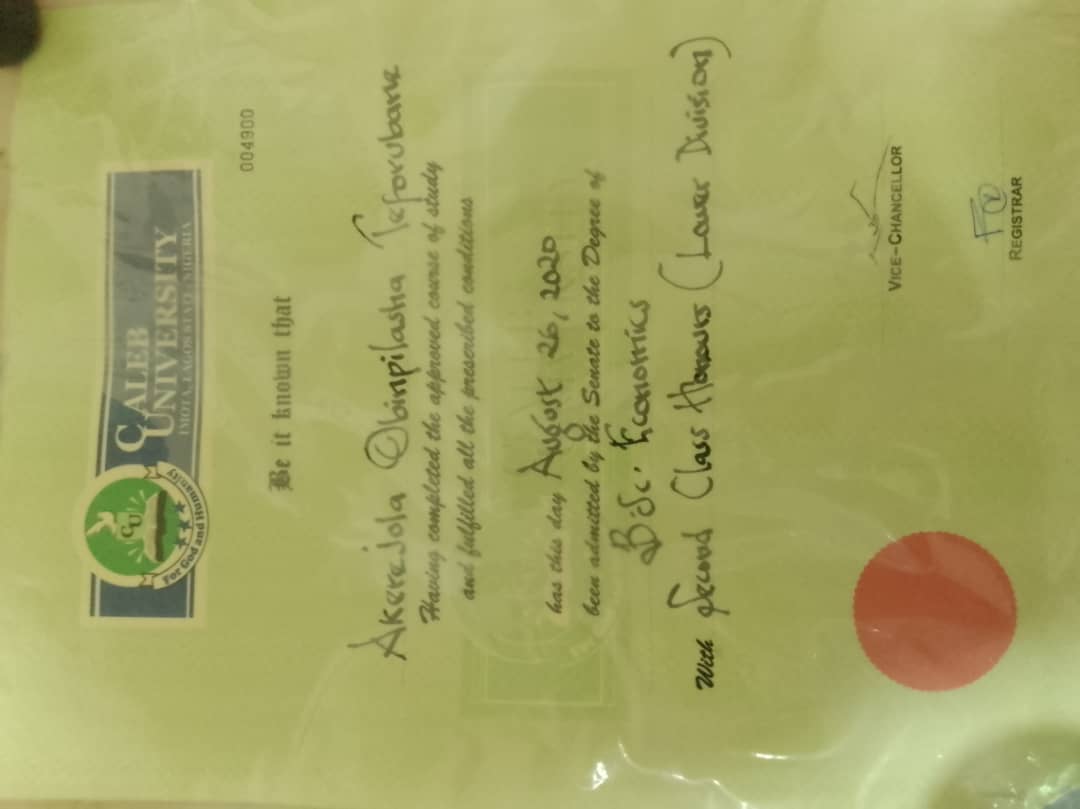 CALEB
UNIVERSITY
IMOTA, LAGOS STATE, NIGERIA
CU
For God and Humanity
004900
Be it known that
Akerejola Obinpilasha Teforubane
Having completed the approved course of study
and fulfilled all the prescribed conditions
has this day August 26, 2020
been admitted by the Senate to the Degree of
B.Sc. Economics
With Second Class Honours (Lower Division)
VICE-CHANCELLOR
REGISTRAR